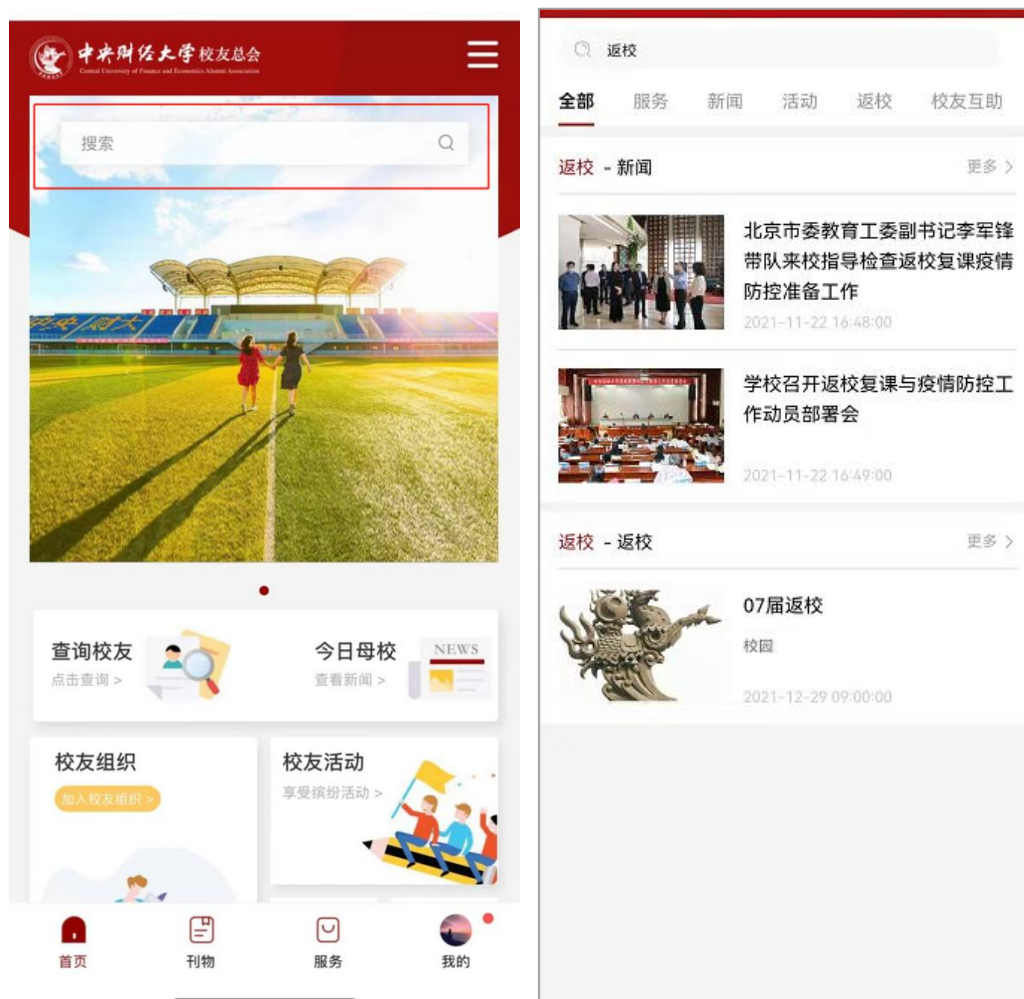 中央财经大学校友总会
Central University of Finance and Economics Alumni Association
搜索
中央财大
查询校友
点击查询 >
今日母校
查看新闻 >
NEWS
校友组织
加入校友组织 >
校友活动
享受缤纷活动 >
首页
刊物
服务
我的
返校
全部
服务
新闻
活动
返校
校友互助
返校 - 新闻
更多 >
北京市委教育工委副书记李军锋
带队来校指导检查返校复课疫情
防控准备工作
2021-11-22 16:48:00
学校召开返校复课与疫情防控工
作动员部署会
2021-11-22 16:49:00
返校 - 返校
更多 >
07届返校
校园
2021-12-29 09:00:00